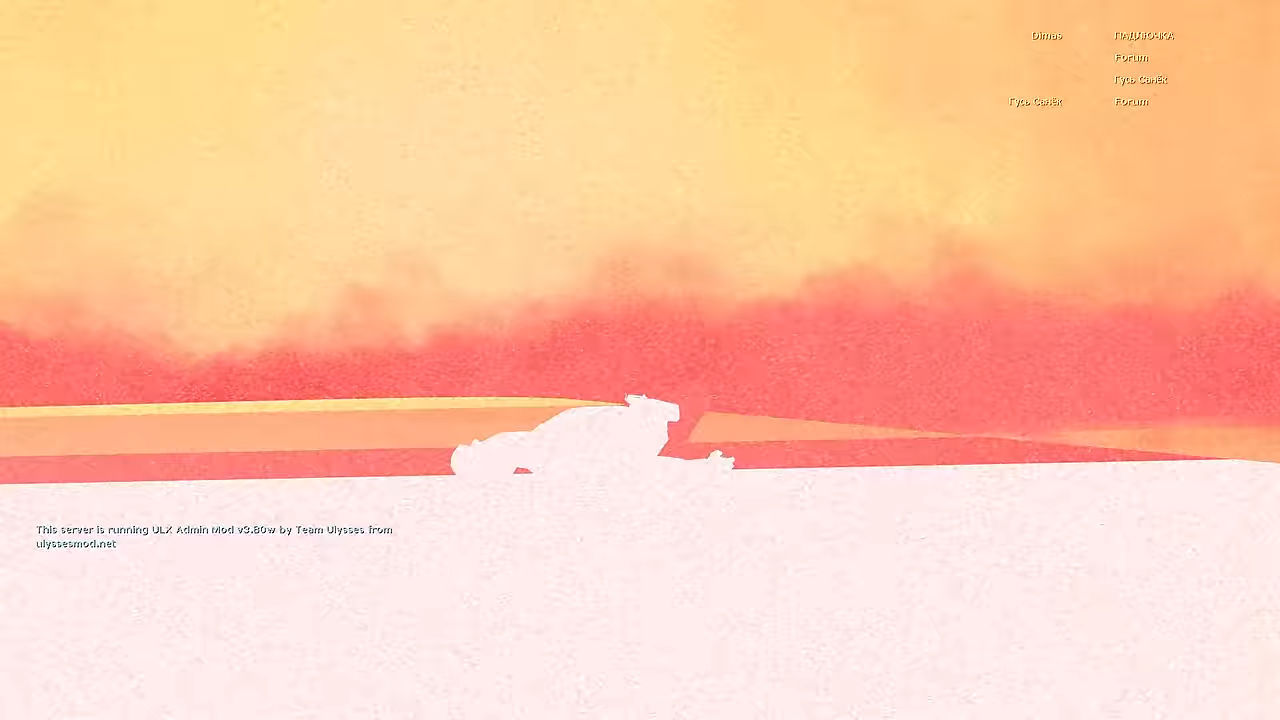 Dimas ПАДЛЮЧКА
Forum
Гусь Санёк
Гусь Санёк Forum
This server is running ULX Admin Mod v3.80w by Team Ulysses from
ulyssesmod.net